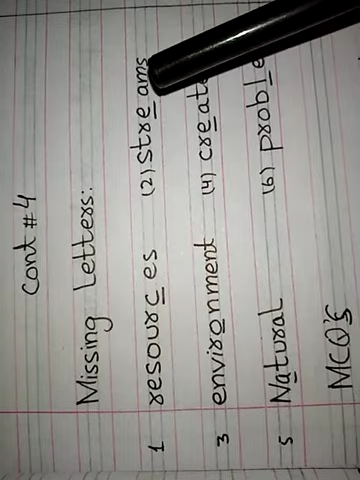 Cont # 4
Missing Letters:
1 resources (2) streams
3 environment (4) create
5 Natural (6) proble
MCQ's